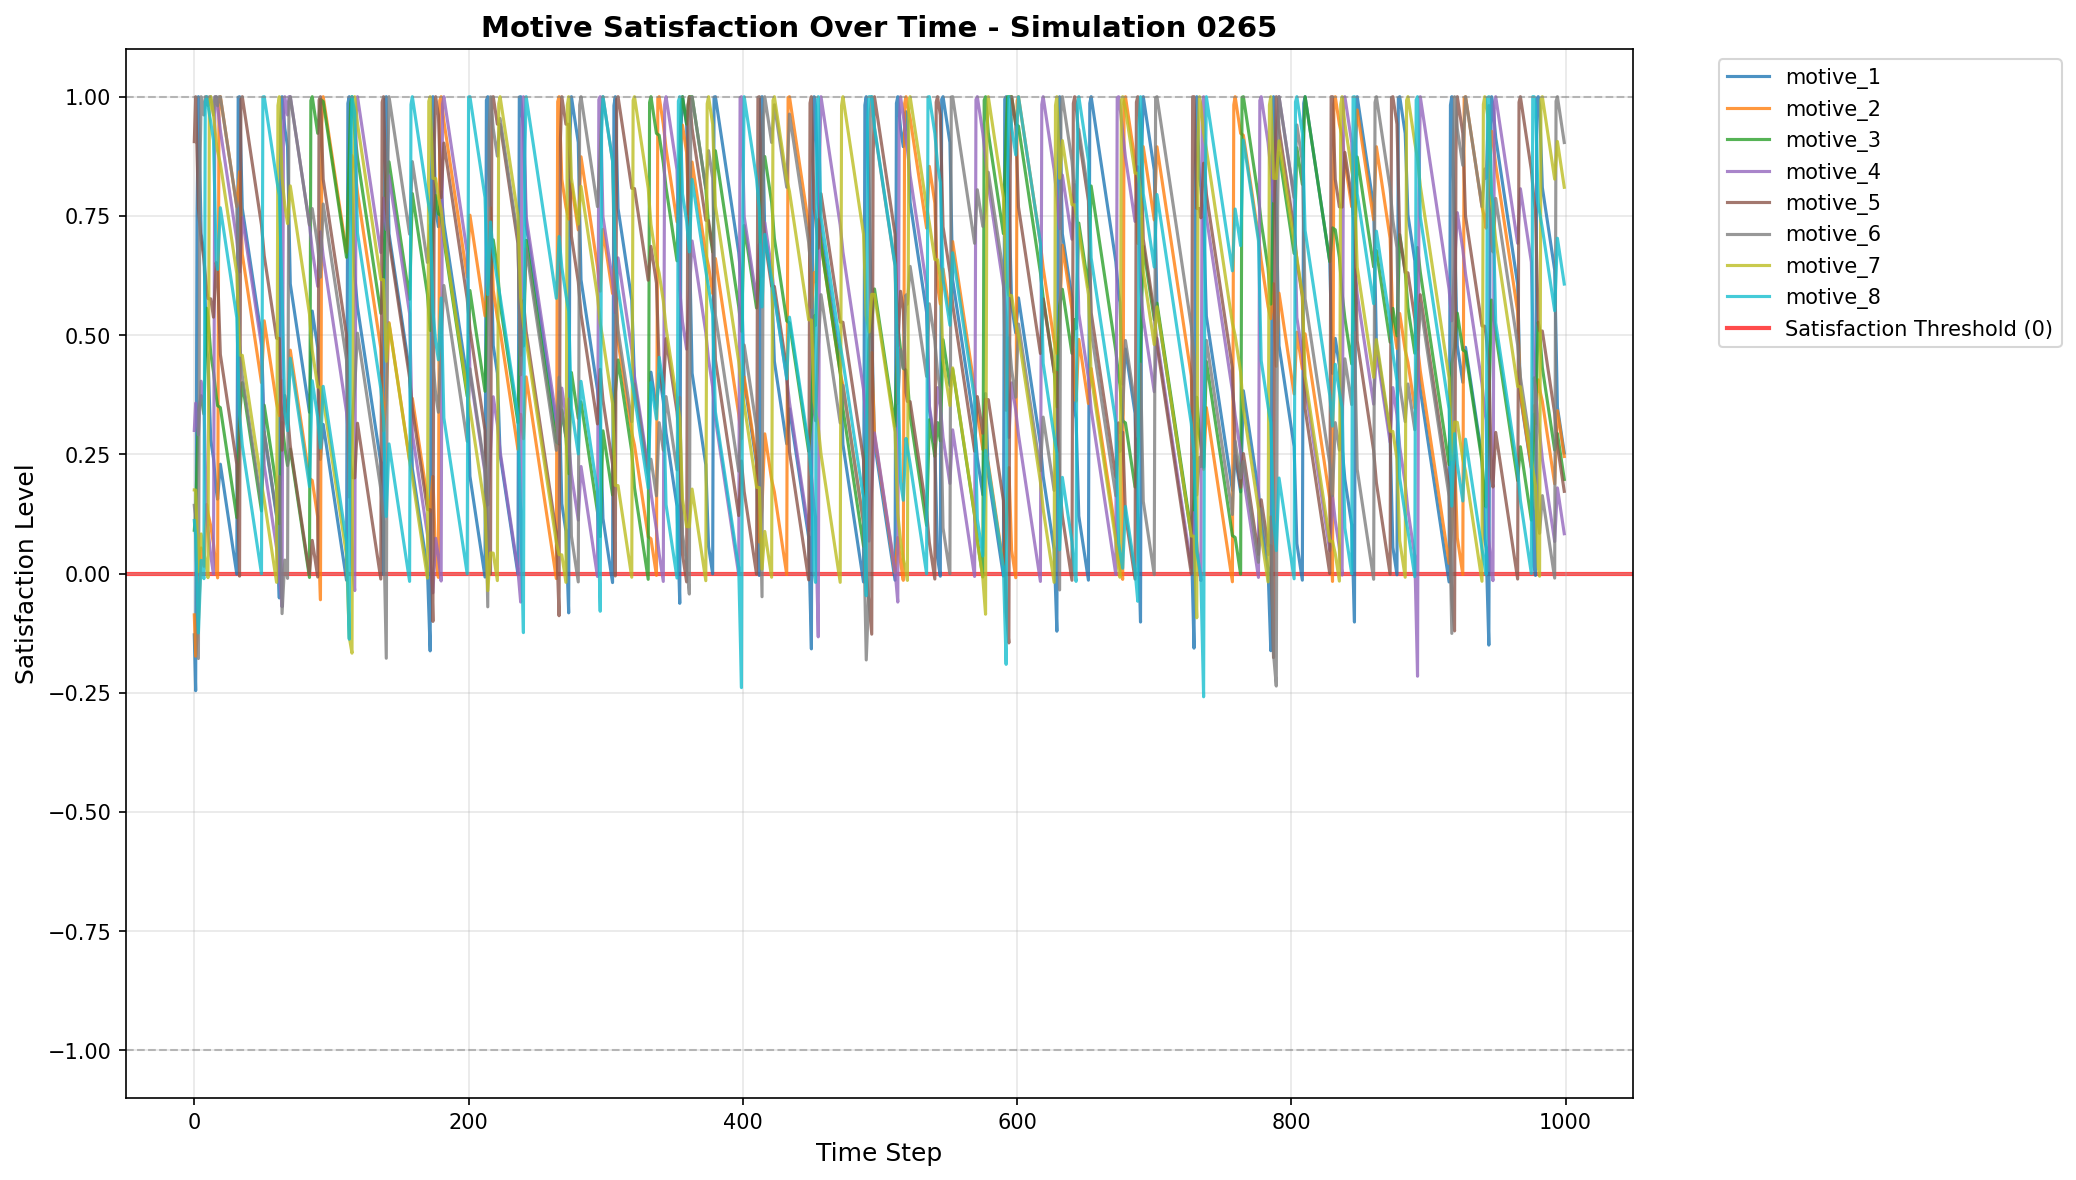 Motive Satisfaction Over Time - Simulation 0265
1.00
0.75
0.50
0.25
0.00
−0.25
−0.50
−0.75
−1.00
Satisfaction Level
0
200
400
600
800
1000
Time Step
motive_1
motive_2
motive_3
motive_4
motive_5
motive_6
motive_7
motive_8
Satisfaction Threshold (0)